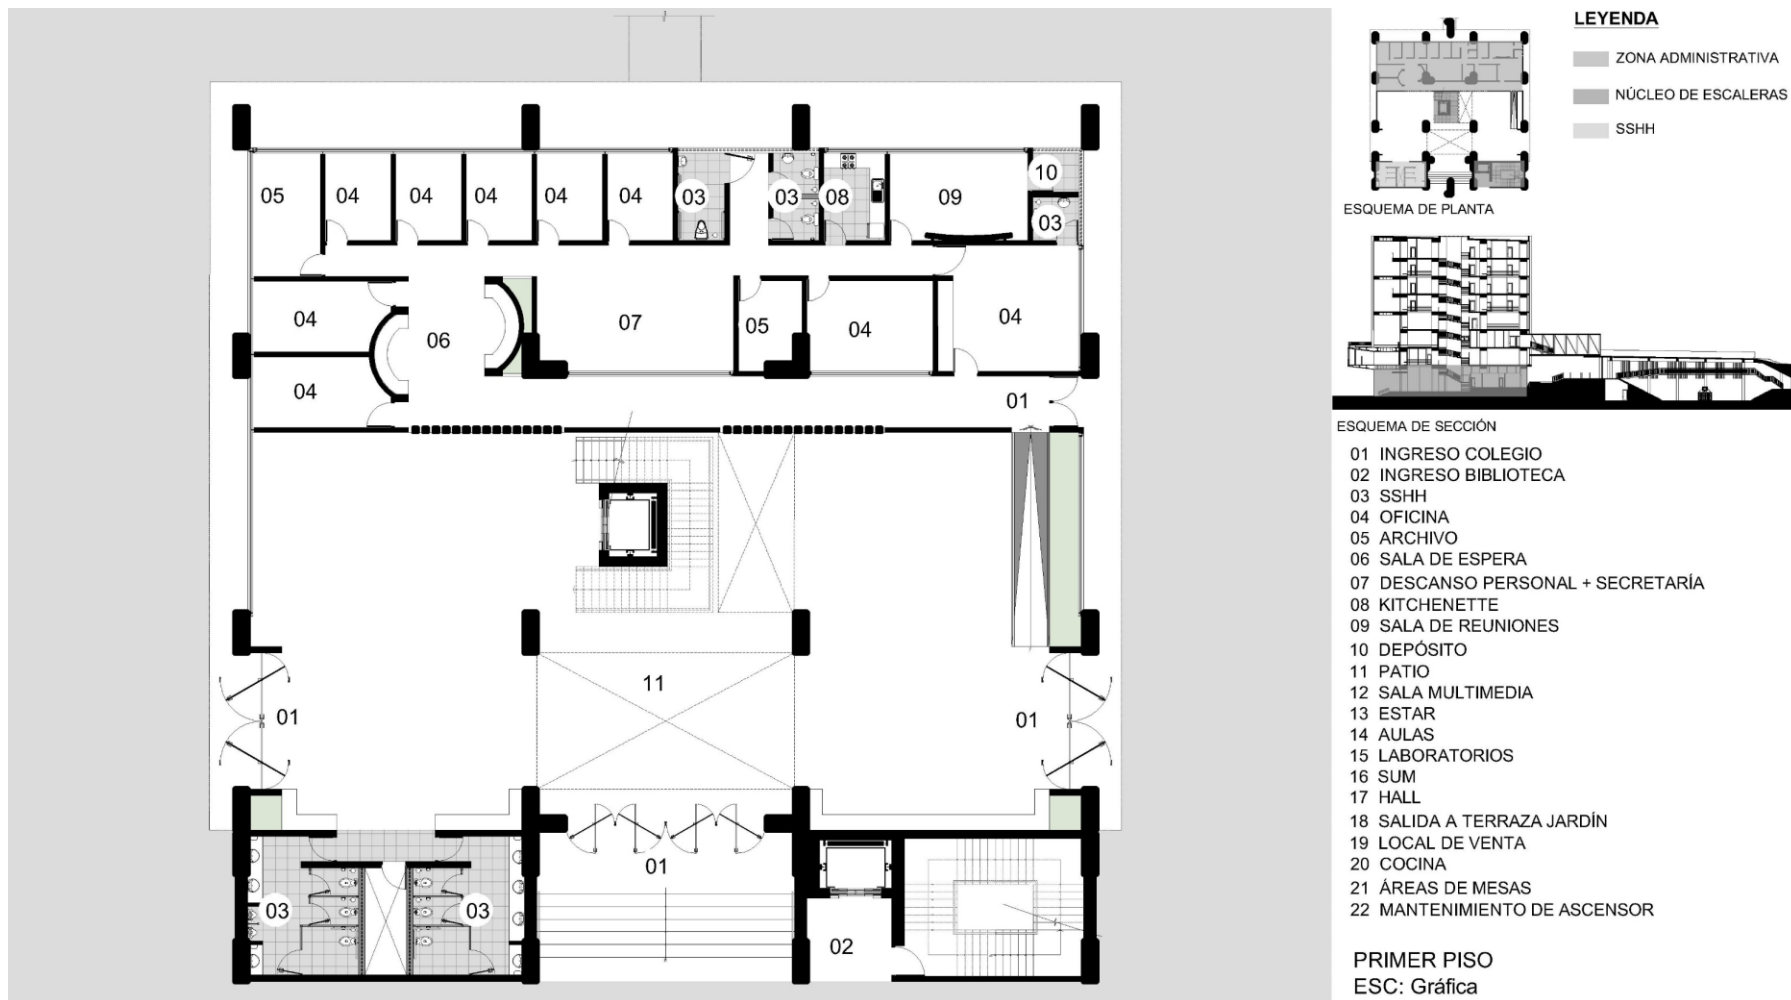 05 04 04 04 04 04 03 03 08 09 10
03
04 06 07 05 04 04
04 01
11
01 01
01
03 03 02
LEYENDA
ZONA ADMINISTRATIVA
NÚCLEO DE ESCALERAS
SSHH
ESQUEMA DE PLANTA
ESQUEMA DE SECCIÓN
01 INGRESO COLEGIO
02 INGRESO BIBLIOTECA
03 SSHH
04 OFICINA
05 ARCHIVO
06 SALA DE ESPERA
07 DESCANSO PERSONAL + SECRETARÍA
08 KITCHENETTE
09 SALA DE REUNIONES
10 DEPÓSITO
11 PATIO
12 SALA MULTIMEDIA
13 ESTAR
14 AULAS
15 LABORATORIOS
16 SUM
17 HALL
18 SALIDA A TERRAZA JARDÍN
19 LOCAL DE VENTA
20 COCINA
21 ÁREAS DE MESAS
22 MANTENIMIENTO DE ASCENSOR
PRIMER PISO
ESC: Gráfica